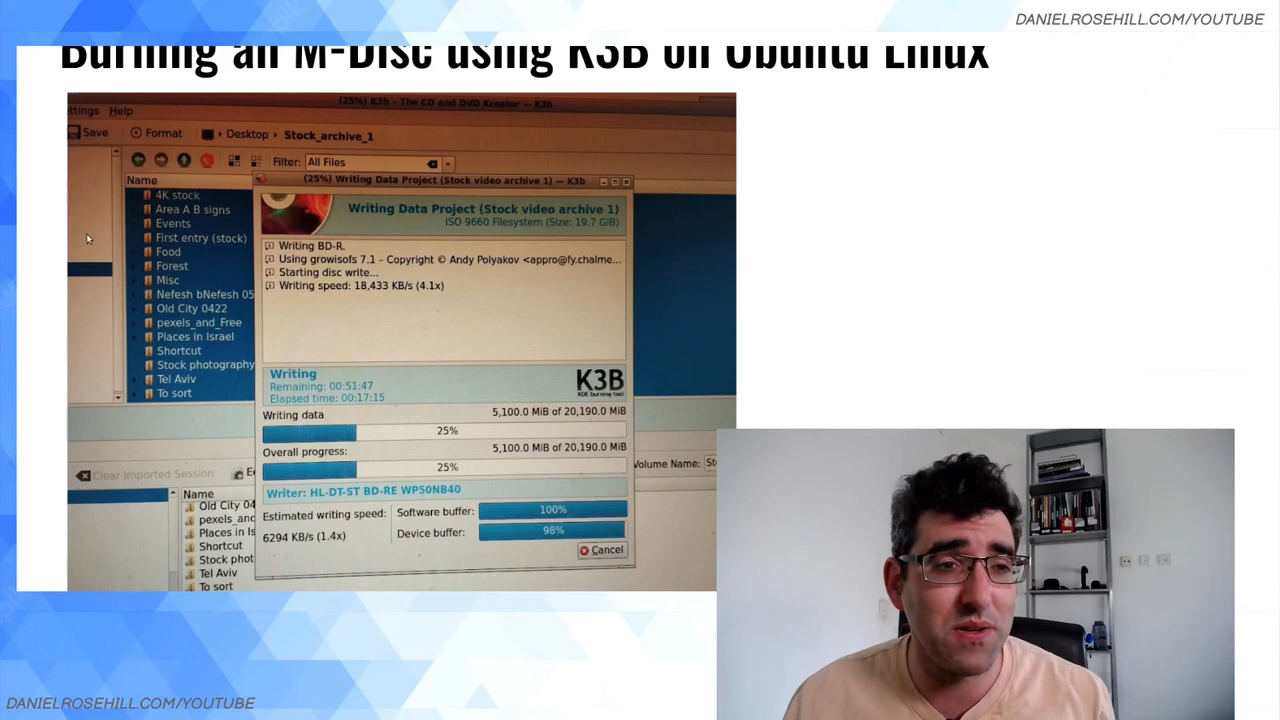 DANIELROSEHILL.COM/YOUTUBE
Burning an M-Disc using K3B on Ubuntu Linux
(25%) K3b - The CD and DVD Kreator — K3b
ttings Help
Save Format Desktop Stock_archive_1
Filter: All Files
Name
4K stock
Area A B signs
Events
First entry (stock)
Food
Forest
Misc
Nefesh bNefesh 05
Old City 0422
pexels_and_Free
Places in Israel
Shortcut
Stock photography
Tel Aviv
To sort
(25%) Writing Data Project (Stock video archive 1) — K3b
Writing Data Project (Stock video archive 1)
ISO 9660 Filesystem (Size: 19.7 GiB)
Writing BD-R.
Using growisofs 7.1 – Copyright © Andy Polyakov <appro@fy.chalme...
Starting disc write...
Writing speed: 18,433 KB/s (4.1x)
Writing
Remaining: 00:51:47
Elapsed time: 00:17:15
K3B
KDE burning tool
Writing data 5,100.0 MiB of 20,190.0 MiB
25%
Overall progress: 5,100.0 MiB of 20,190.0 MiB
25%
Writer: HL-DT-ST BD-RE WP50NB40
Estimated writing speed: Software buffer: 100%
6294 KB/s (1.4x) Device buffer: 98%
Cancel
Clear Imported Session
Volume Name:
Name
Old City 04
pexels_and
Places in Is
Shortcut
Stock phot
Tel Aviv
To sort
DANIELROSEHILL.COM/YOUTUBE